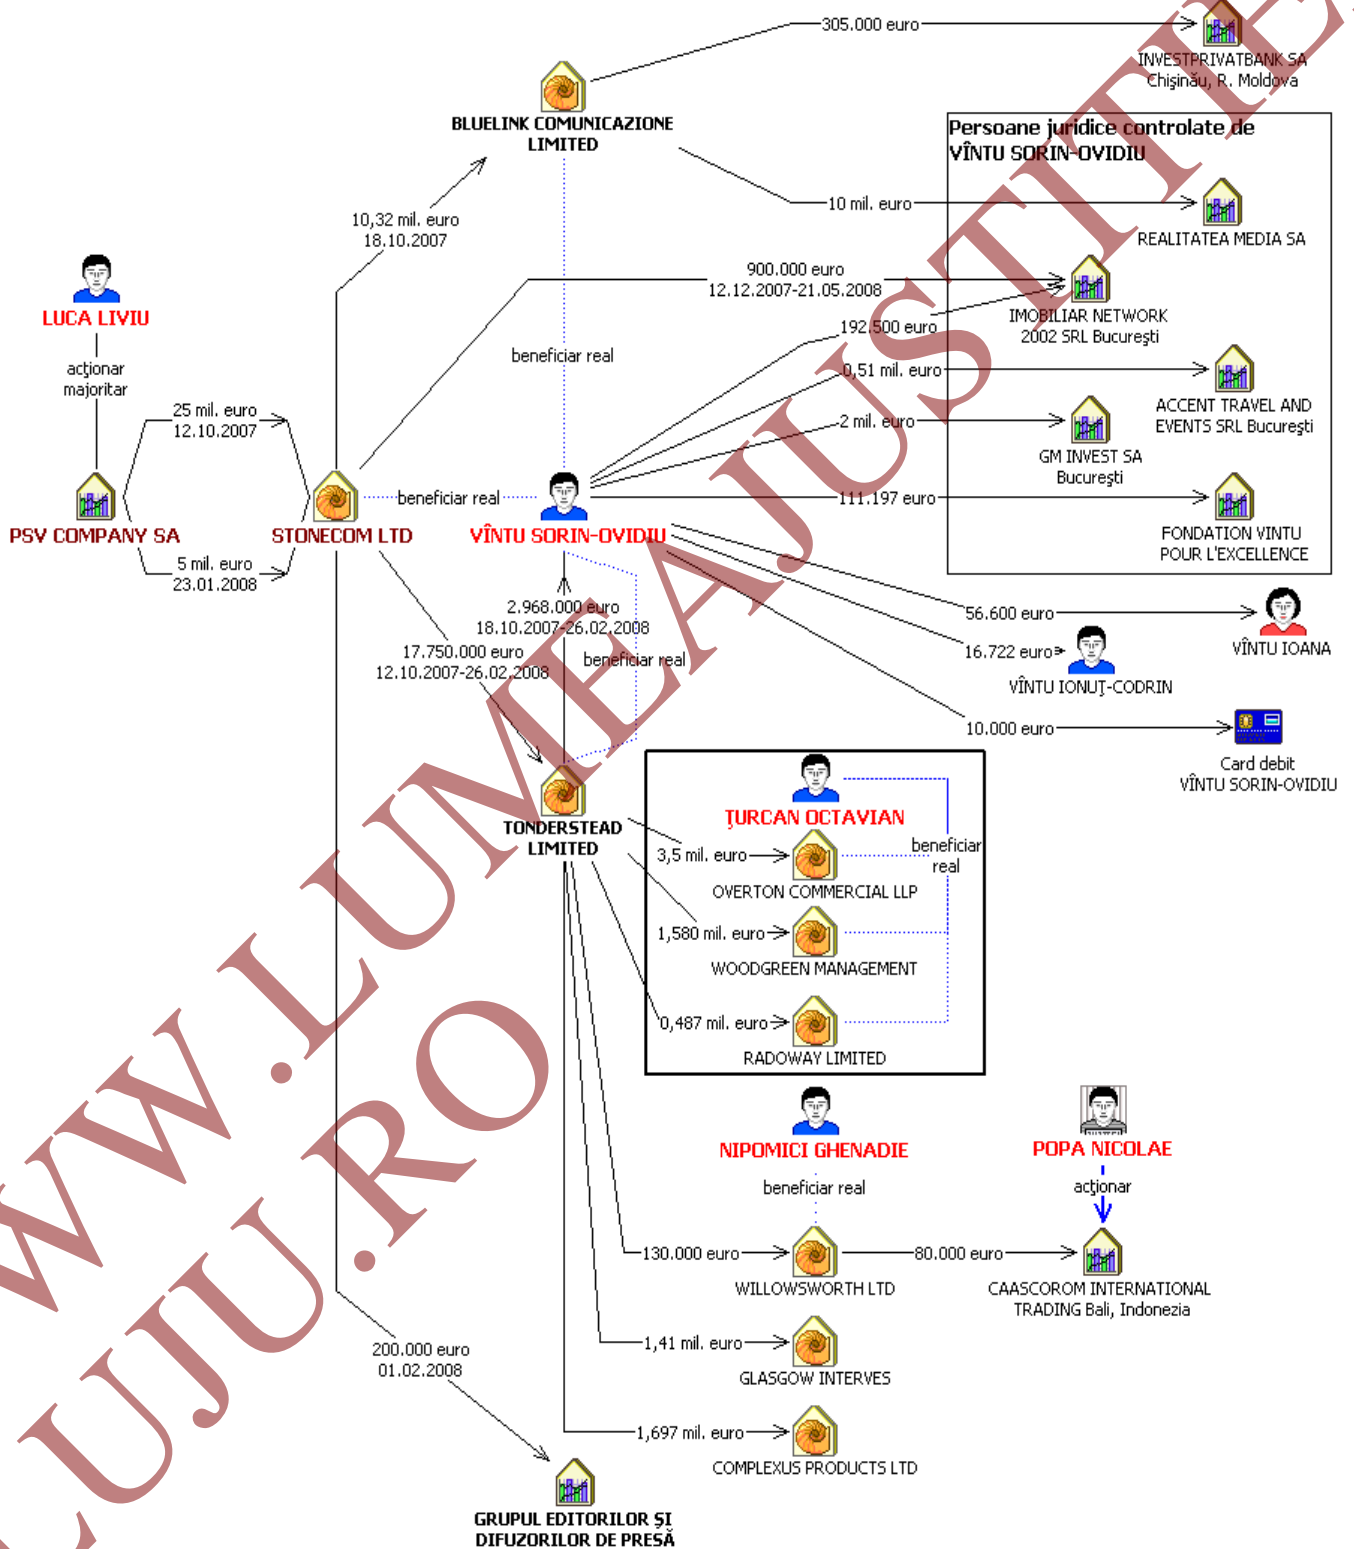 305.000 euro
INVESTPRIVATBANK SA
Chişinău, R. Moldova
BLUELINK COMUNICAZIONE
LIMITED
Persoane juridice controlate de
VÎNTU SORIN-OVIDIU
10 mil. euro
REALITATEA MEDIA SA
10,32 mil. euro
18.10.2007
900.000 euro
12.12.2007-21.05.2008
IMOBILIAR NETWORK
2002 SRL Bucureşti
LUCA LIVIU
acţionar
majoritar
192.500 euro
beneficiar real
0,51 mil. euro
ACCENT TRAVEL AND
EVENTS SRL Bucureşti
25 mil. euro
12.10.2007
2 mil. euro
GM INVEST SA
Bucureşti
beneficiar real
111.197 euro
PSV COMPANY SA
STONECOM LTD
VÎNTU SORIN-OVIDIU
FONDATION VINTU
POUR L'EXCELLENCE
5 mil. euro
23.01.2008
2.968.000 euro
18.10.2007-26.02.2008
56.600 euro
VÎNTU IOANA
17.750.000 euro
12.10.2007-26.02.2008
beneficiar real
16.722 euro
VÎNTU IONUŢ-CODRIN
10.000 euro
Card debit
VÎNTU SORIN-OVIDIU
ŢURCAN OCTAVIAN
TONDERSTEAD
LIMITED
beneficiar
real
3,5 mil. euro
OVERTON COMMERCIAL LLP
1,580 mil. euro
WOODGREEN MANAGEMENT
0,487 mil. euro
RADOWAY LIMITED
NIPOMICI GHENADIE
POPA NICOLAE
beneficiar real
acţionar
130.000 euro
80.000 euro
WILLOWSWORTH LTD
CAASCOROM INTERNATIONAL
TRADING Bali, Indonezia
200.000 euro
01.02.2008
1,41 mil. euro
GLASGOW INTERVES
1,697 mil. euro
COMPLEXUS PRODUCTS LTD
GRUPUL EDITORILOR ŞI
DIFUZORILOR DE PRESĂ
WW.LUMEAJUSTITIEI.
LUJU.RO